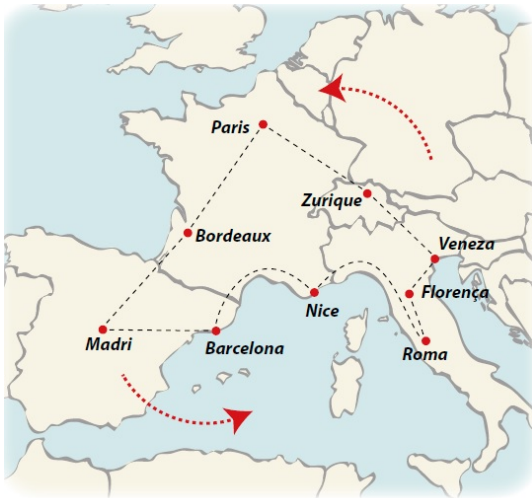 Paris
Zurique
Bordeaux
Veneza
Florença
Nice
Madri
Barcelona
Roma